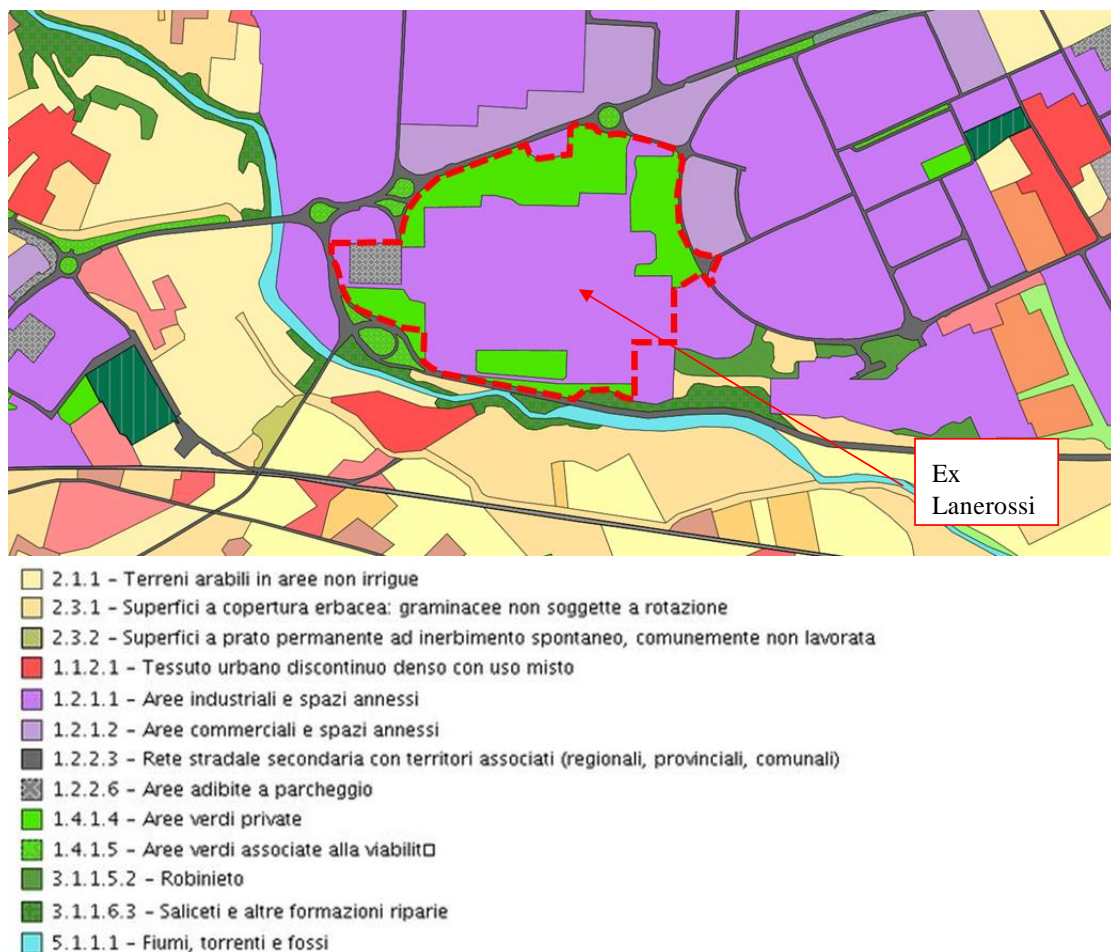 Ex
Lanerossi
2.1.1 – Terreni arabili in aree non irrigue
2.3.1 – Superfici a copertura erbacea: graminacee non soggette a rotazione
2.3.2 – Superfici a prato permanente ad inerbimento spontaneo, comunemente non lavorata
1.1.2.1 – Tessuto urbano discontinuo denso con uso misto
1.2.1.1 – Aree industriali e spazi annessi
1.2.1.2 – Aree commerciali e spazi annessi
1.2.2.3 – Rete stradale secondaria con territori associati (regionali, provinciali, comunali)
1.2.2.6 – Aree adibite a parcheggio
1.4.1.4 – Aree verdi private
1.4.1.5 – Aree verdi associate alla viabilit□
3.1.1.5.2 – Robinieto
3.1.1.6.3 – Saliceti e altre formazioni riparie
5.1.1.1 – Fiumi, torrenti e fossi